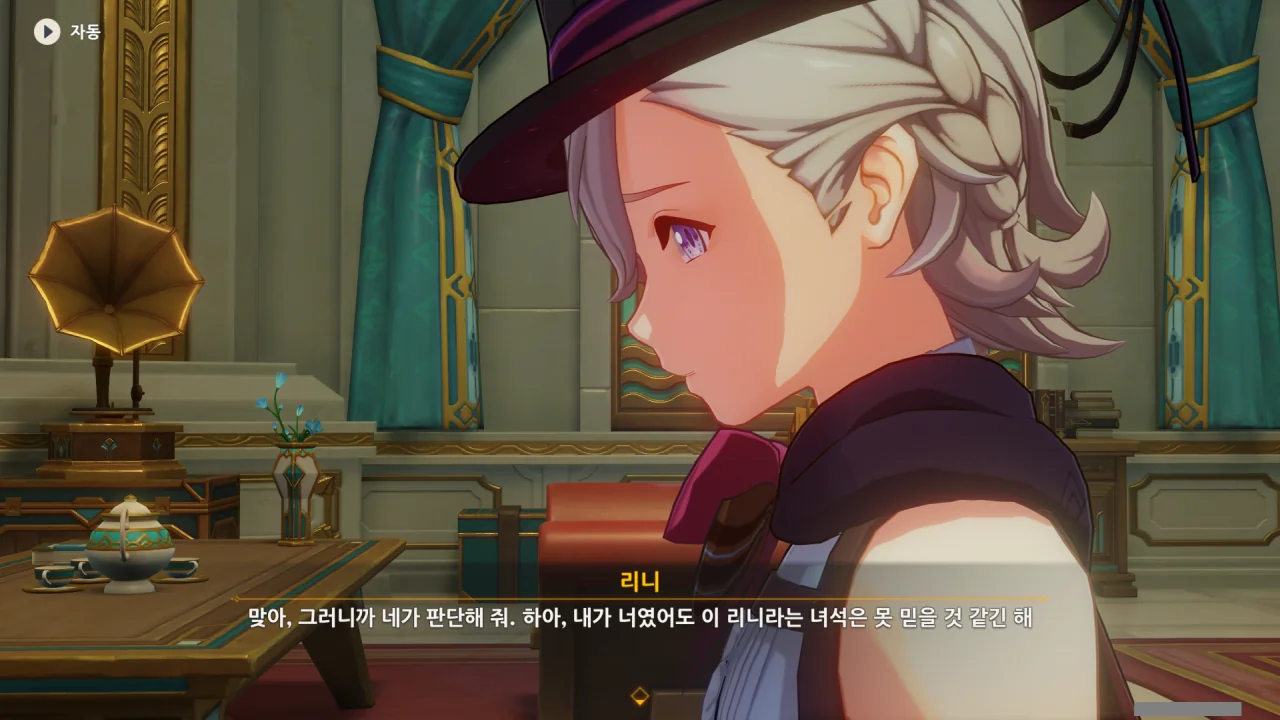 자동
리니
맞아, 그러니까 네가 판단해 줘. 하아, 내가 너였어도 이 리니라는 녀석은 못 믿을 것 같긴 해